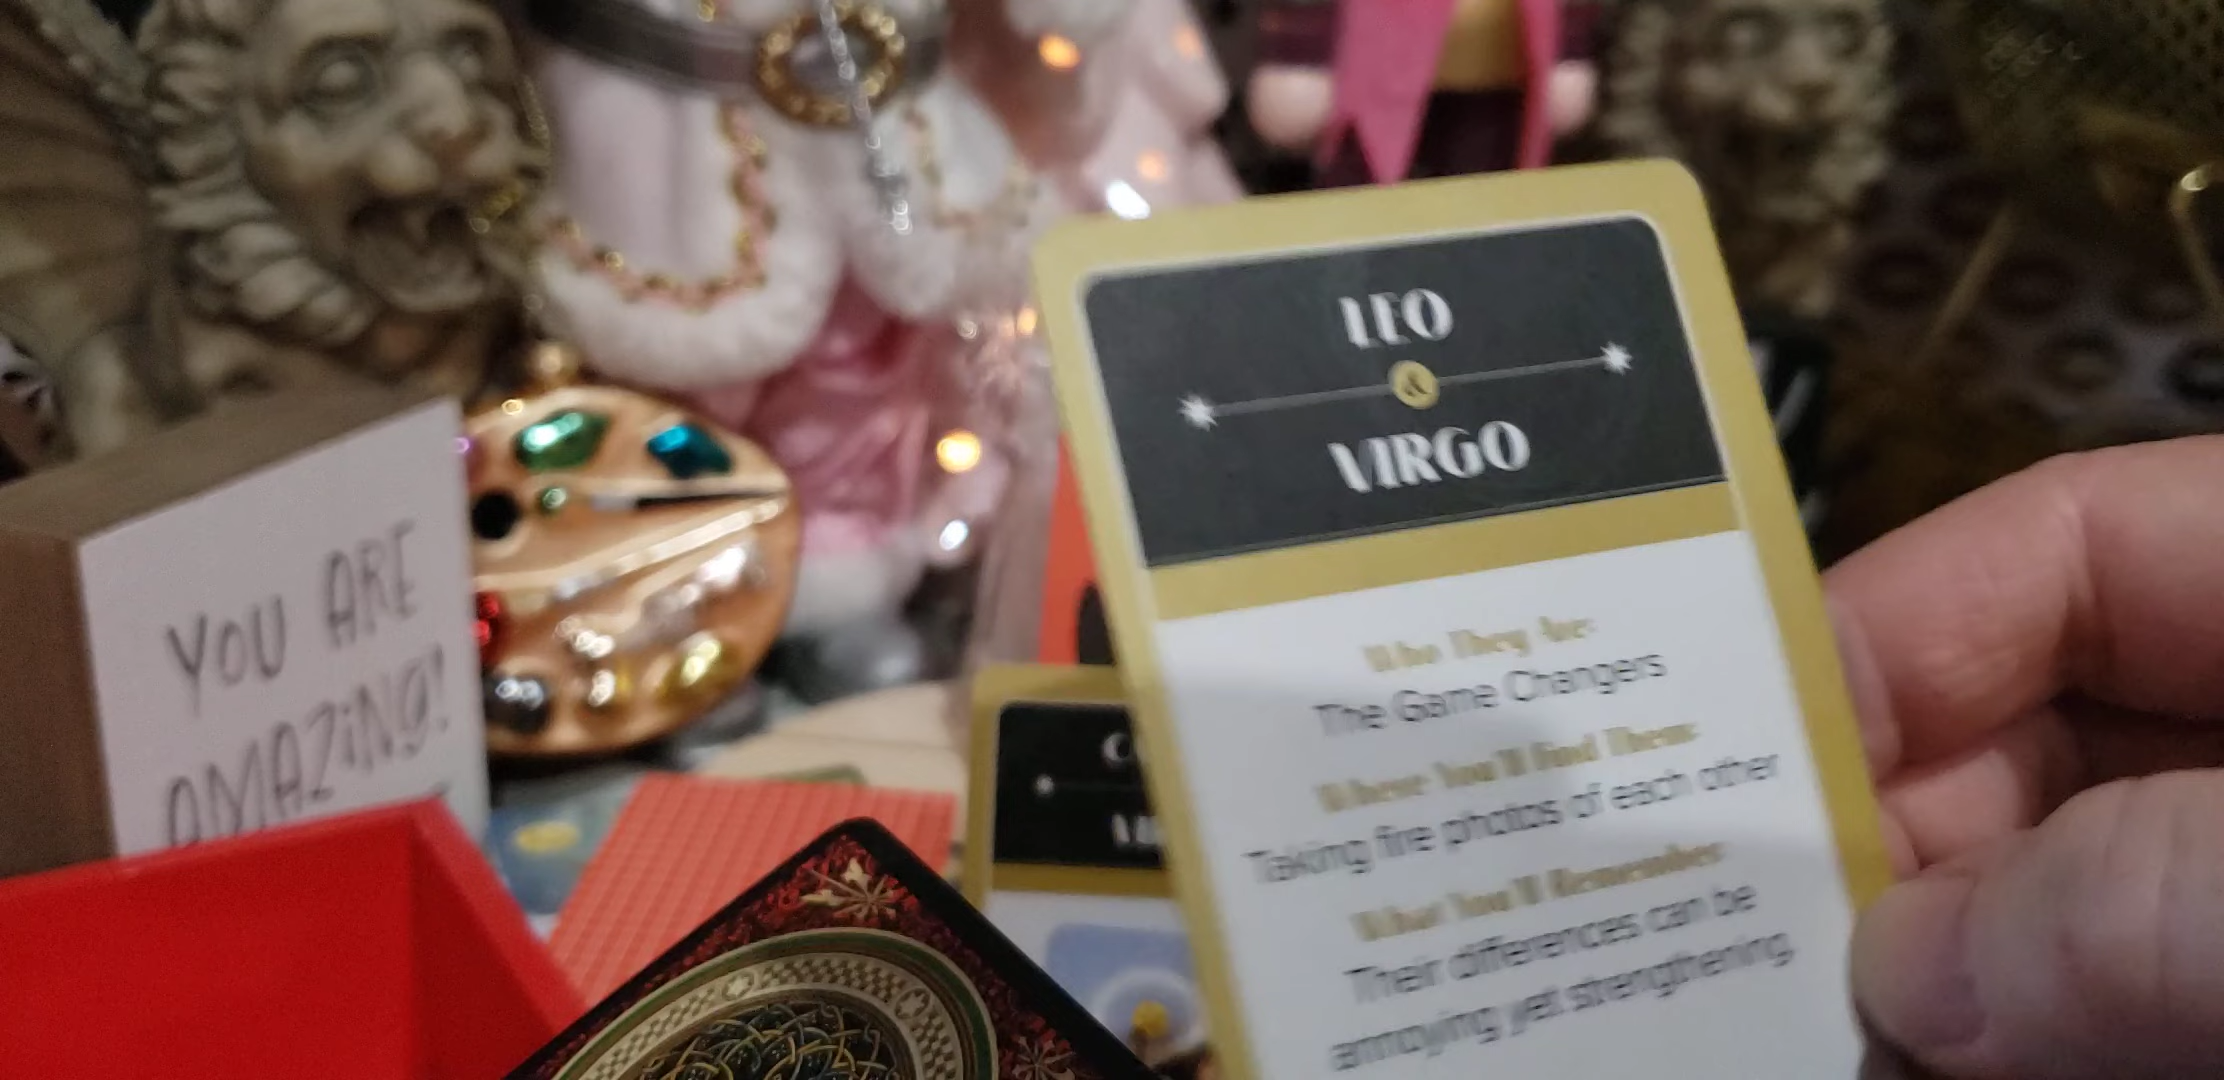 LEO
&
VIRGO
Who They Are:
The Game Changers
Where You'll Find Them:
Taking fire photos of each other
What You'll Remember:
Their differences can be
annoying yet strengthening.
YOU ARE
AMAZING!